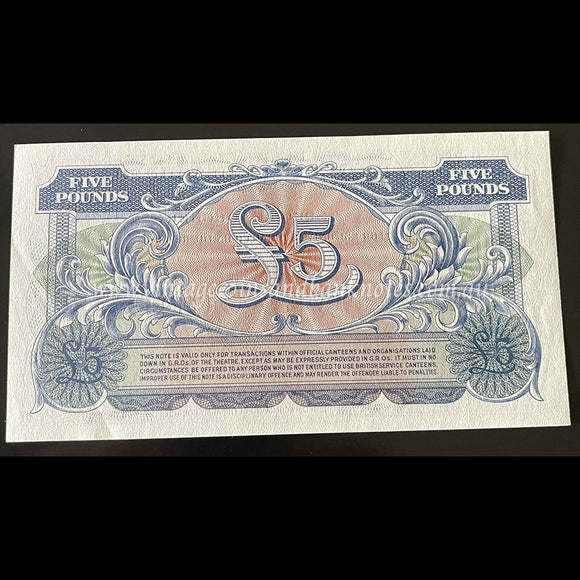 FIVE
POUNDS
FIVE
POUNDS
£5
£5
£5
THIS NOTE IS VALID ONLY FOR TRANSACTIONS WITHIN OFFICIAL CANTEENS AND ORGANISATIONS LAID
DOWN IN G.R.Os. OF THE THEATRE, EXCEPT AS MAY BE EXPRESSLY PROVIDED IN G.R.Os. IT MUST IN NO
CIRCUMSTANCES BE OFFERED TO ANY PERSON WHO IS NOT ENTITLED TO USE BRITISH SERVICE CANTEENS.
IMPROPER USE OF THIS NOTE IS A DISCIPLINARY OFFENCE AND MAY RENDER THE OFFENDER LIABLE TO PENALTIES.